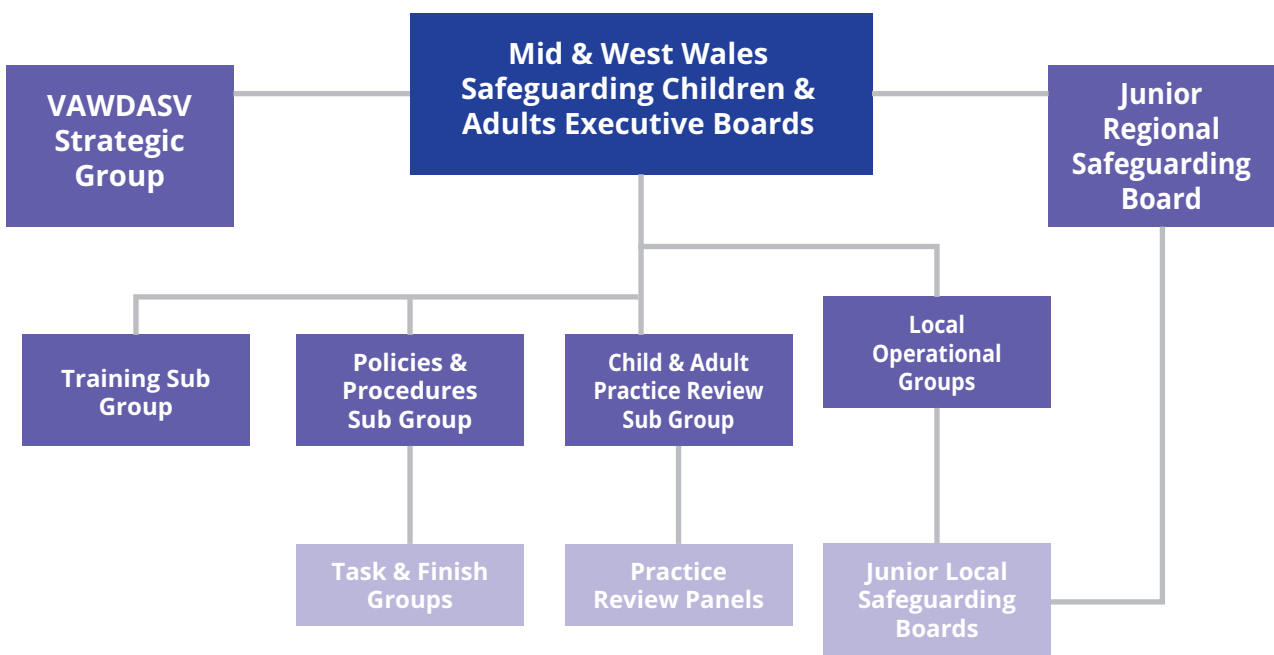 Mid & West Wales
Safeguarding Children &
Adults Executive Boards
VAWDASV
Strategic
Group
Junior
Regional
Safeguarding
Board
Training Sub
Group
Policies &
Procedures
Sub Group
Child & Adult
Practice Review
Sub Group
Local
Operational
Groups
Task & Finish
Groups
Practice
Review Panels
Junior Local
Safeguarding
Boards